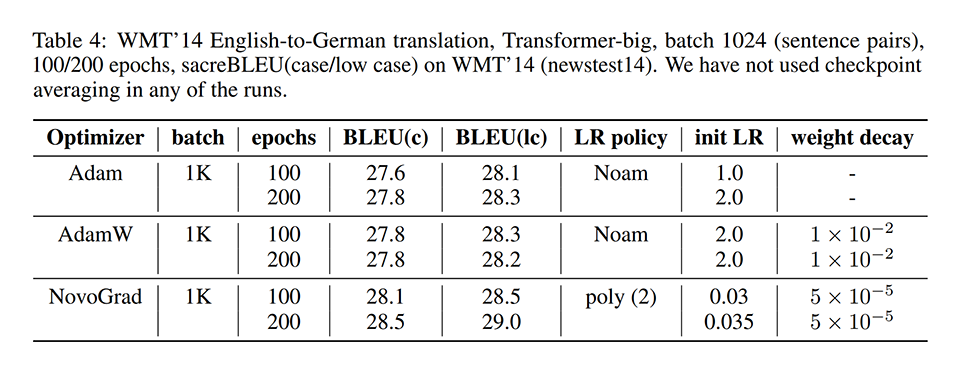 Table 4: WMT’14 English-to-German translation, Transformer-big, batch 1024 (sentence pairs),
100/200 epochs, sacreBLEU(case/low case) on WMT’14 (newstest14). We have not used checkpoint
averaging in any of the runs.
Optimizer batch epochs BLEU(c) BLEU(lc) LR policy init LR weight decay
Adam 1K 100 27.6 28.1 Noam 1.0 -
200 27.8 28.3 2.0 -
AdamW 1K 100 27.8 28.3 Noam 2.0 1 × 10⁻²
200 27.8 28.2 2.0 1 × 10⁻²
NovoGrad 1K 100 28.1 28.5 poly (2) 0.03 5 × 10⁻⁵
200 28.5 29.0 0.035 5 × 10⁻⁵